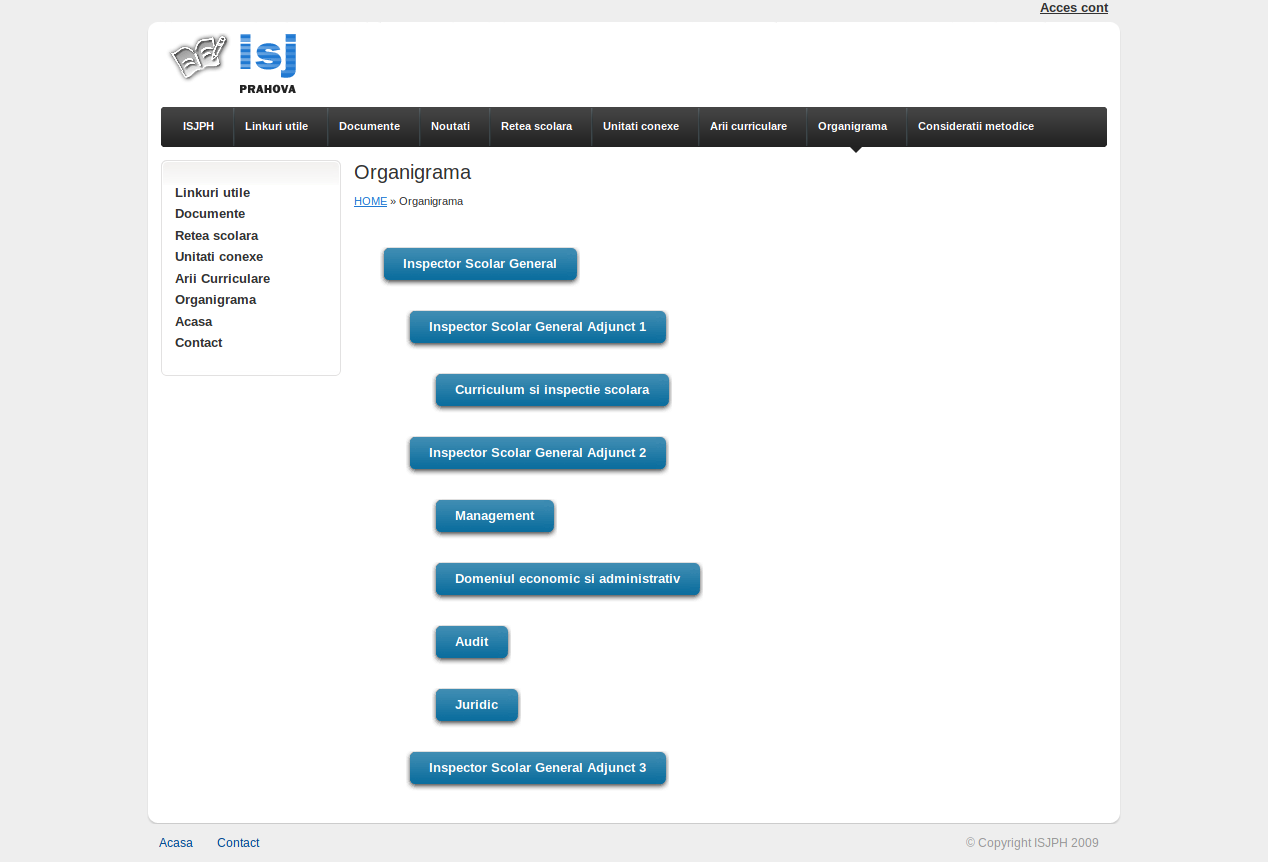 Acces cont
isj
PRAHOVA
ISJPH Linkuri utile Documente Noutati Retea scolara Unitati conexe Arii curriculare Organigrama Consideratii metodice
Linkuri utile
Documente
Retea scolara
Unitati conexe
Arii Curriculare
Organigrama
Acasa
Contact
Organigrama
HOME » Organigrama
Inspector Scolar General
Inspector Scolar General Adjunct 1
Curriculum si inspectie scolara
Inspector Scolar General Adjunct 2
Management
Domeniul economic si administrativ
Audit
Juridic
Inspector Scolar General Adjunct 3
Acasa Contact © Copyright ISJPH 2009